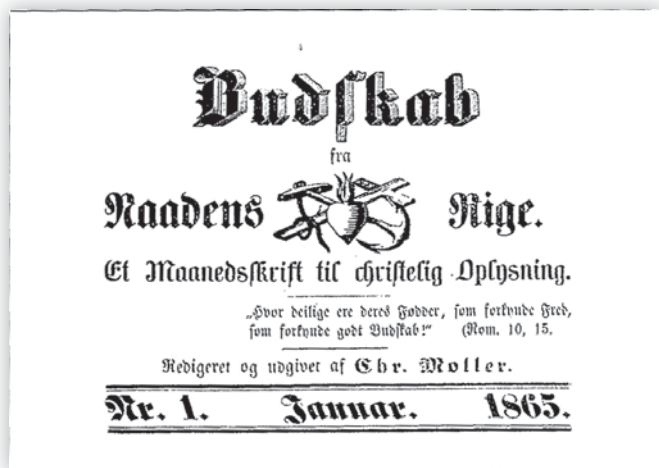 Budskab
fra
Naadens Rige.
Et Maanedsskrift til christelig Oplysning.
„Hvor deilige ere deres Fødder, som forkynde Fred,
som forkynde godt Budskab!“ (Rom. 10, 15.
Redigeret og udgivet af Chr. Møller.
Nr. 1. Januar. 1865.